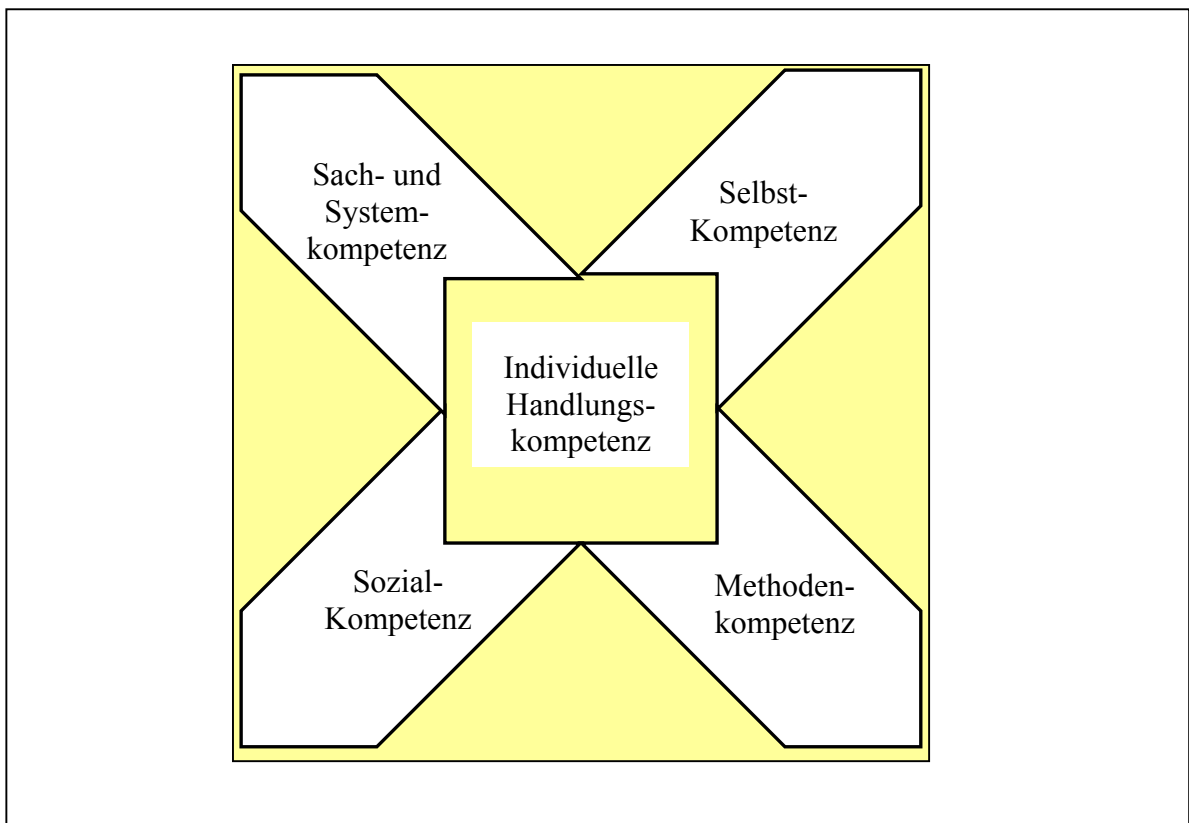 Sach- und
System-
kompetenz
Selbst-
Kompetenz
Individuelle
Handlungs-
kompetenz
Sozial-
Kompetenz
Methoden-
kompetenz